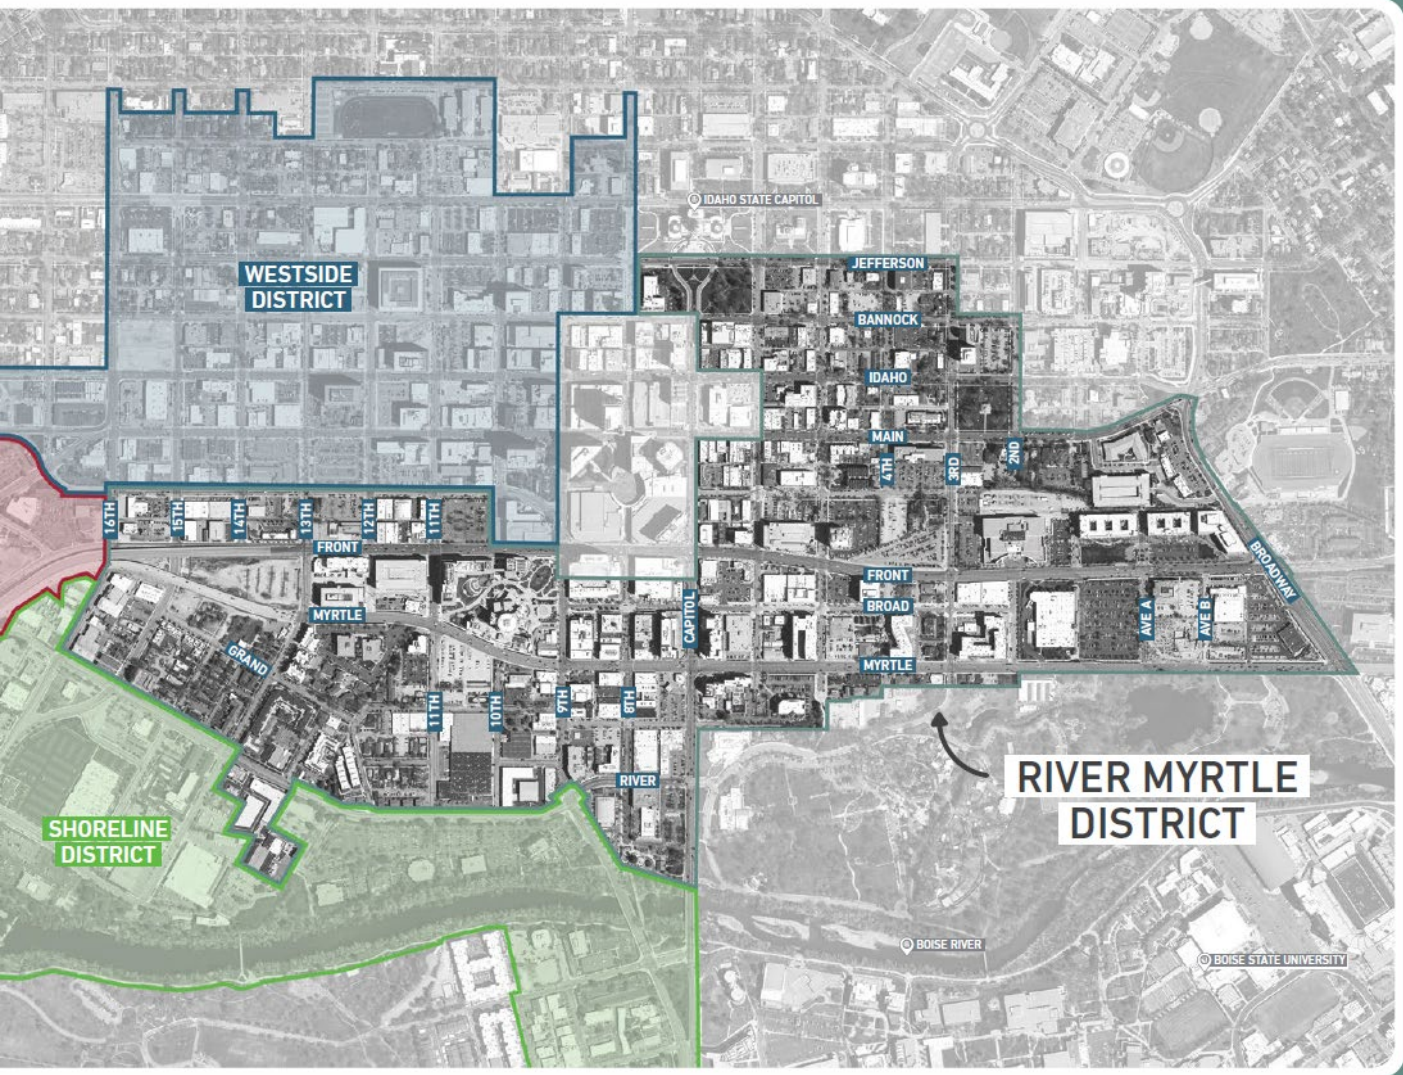 IDAHO STATE CAPITOL
JEFFERSON
WESTSIDE
DISTRICT
BANNOCK
IDAHO
MAIN
4TH
3RD
2ND
16TH
15TH
14TH
13TH
12TH
11TH
FRONT
FRONT
BROADWAY
MYRTLE
BROAD
CAPITOL
AVE A
AVE B
GRAND
MYRTLE
11TH
10TH
9TH
8TH
RIVER
RIVER MYRTLE
DISTRICT
SHORELINE
DISTRICT
BOISE RIVER
BOISE STATE UNIVERSITY